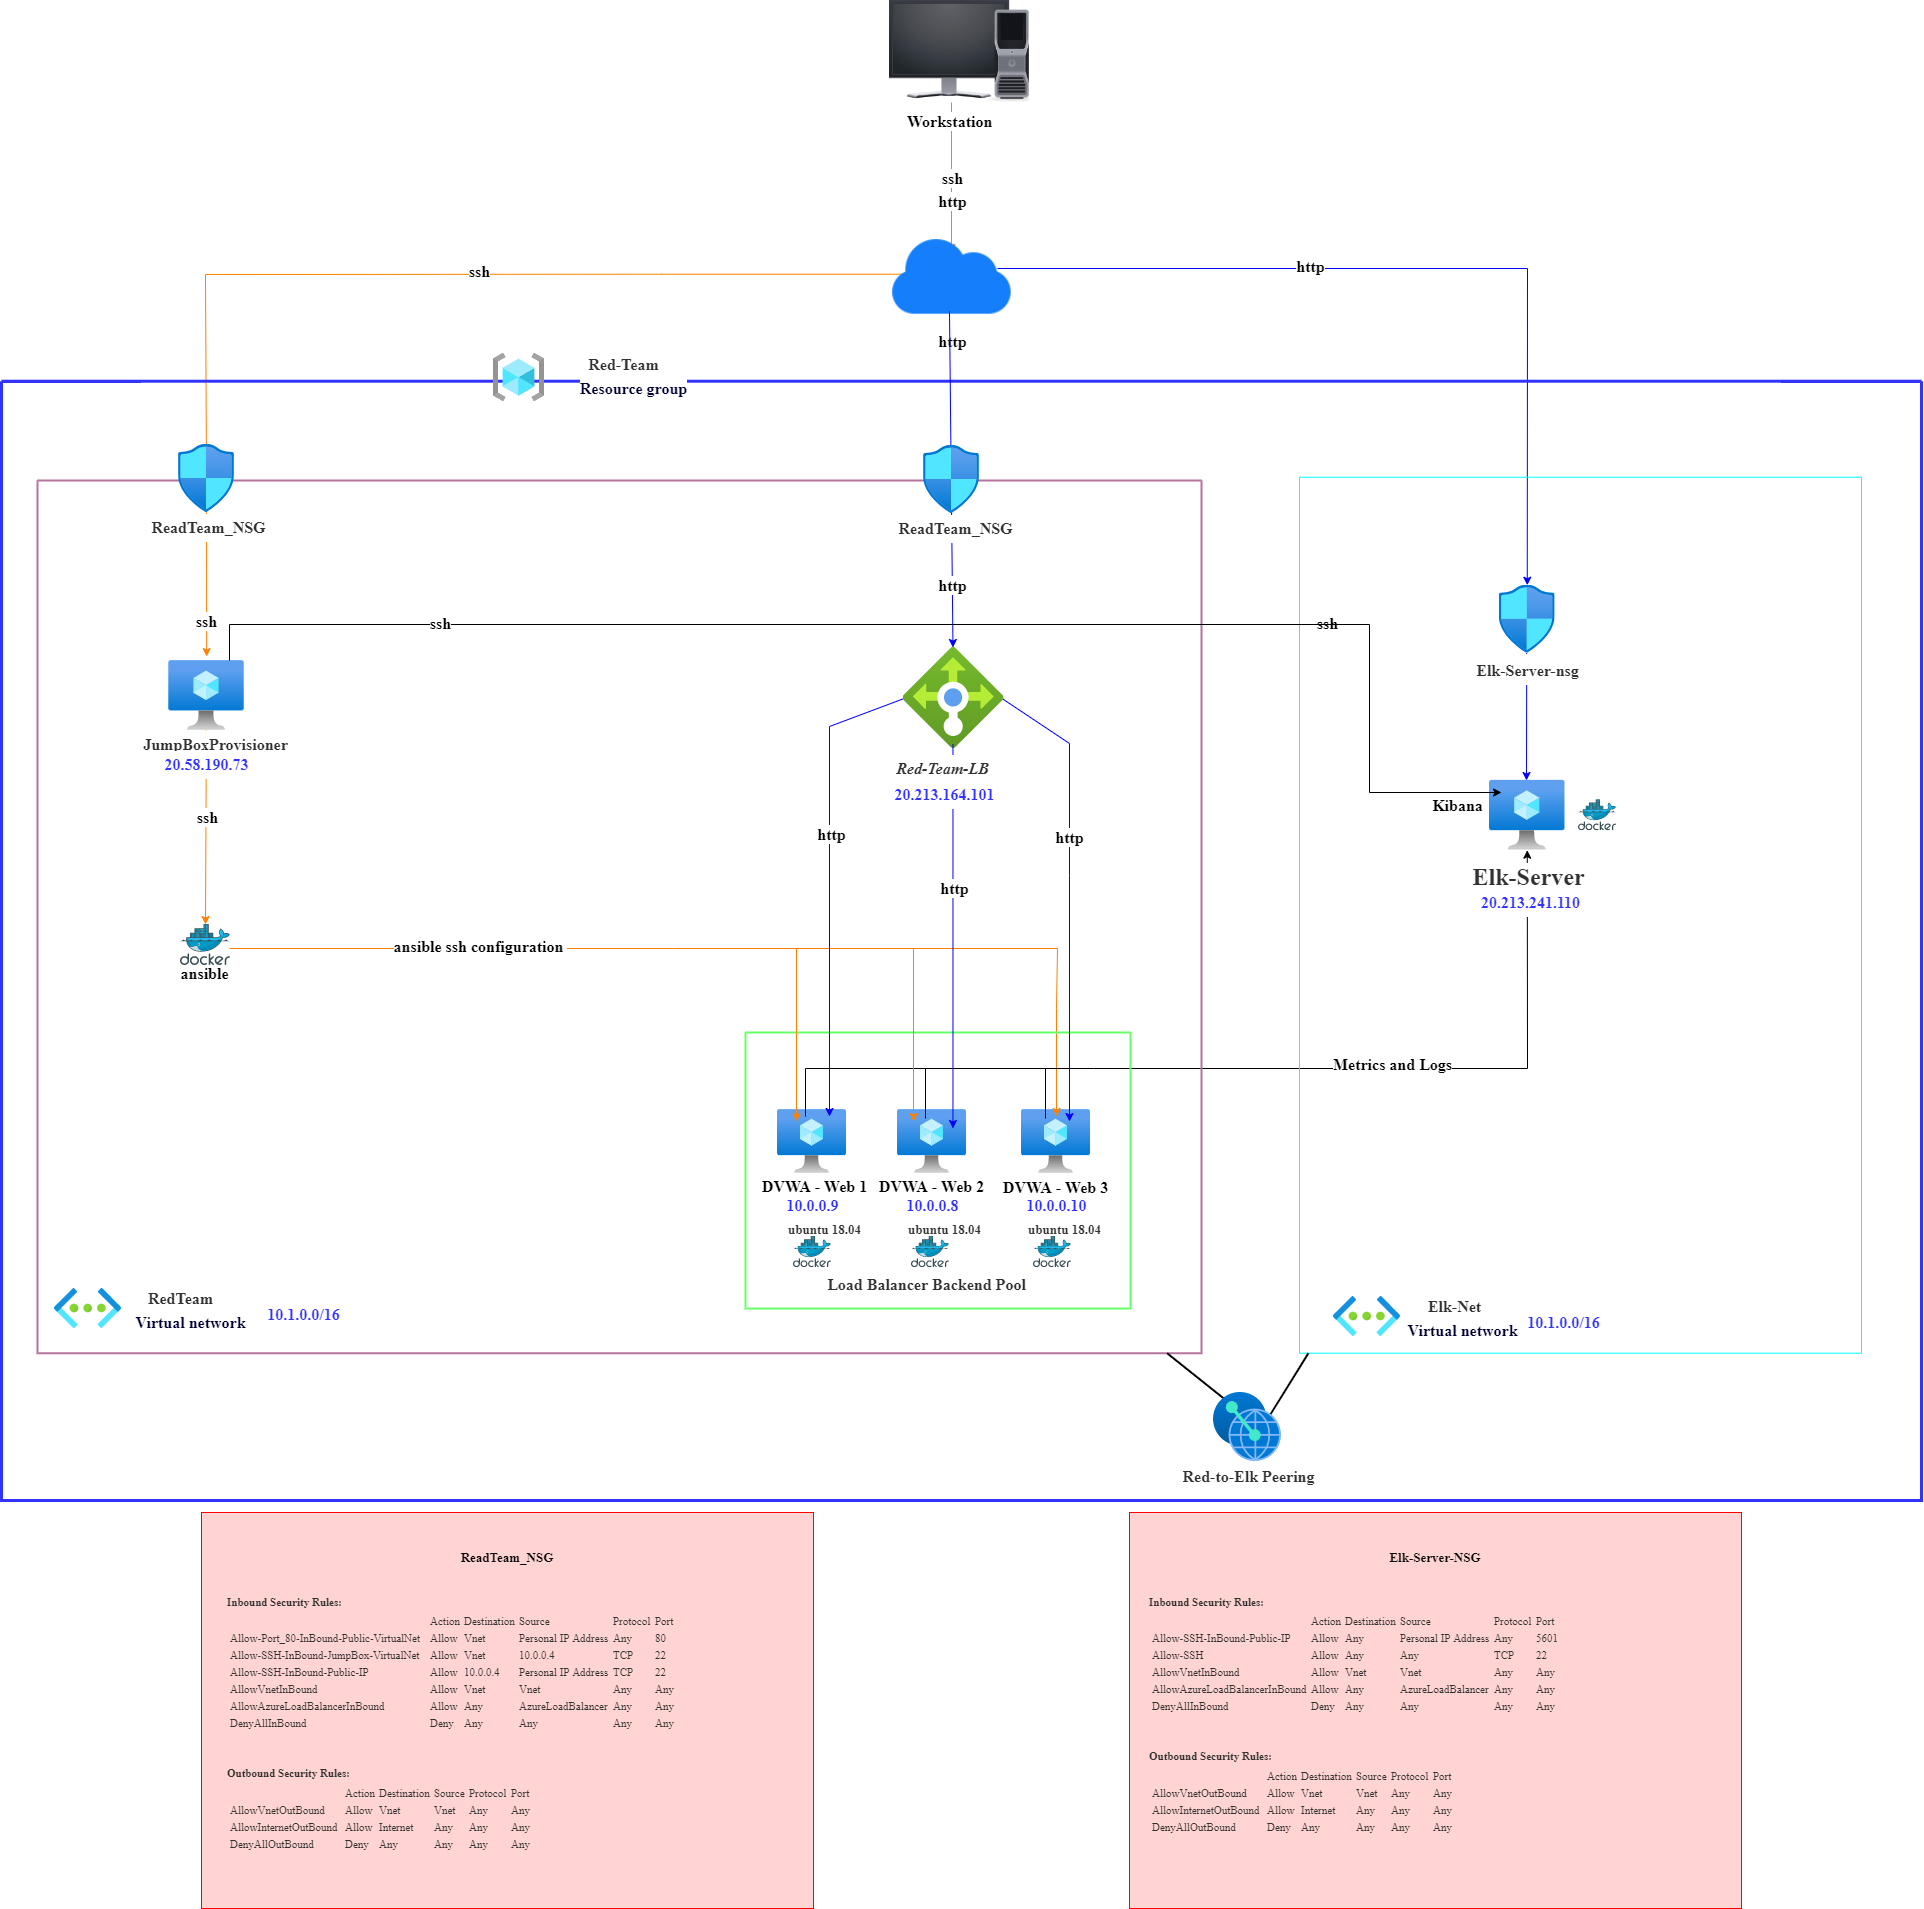 Workstation
ssh
http
ssh
http
http
Red-Team
Resource group
ReadTeam_NSG
ReadTeam_NSG
http
ssh
ssh
ssh
Elk-Server-nsg
JumpBoxProvisioner
20.58.190.73
Red-Team-LB
20.213.164.101
Kibana
docker
ssh
http
http
Elk-Server
20.213.241.110
http
ansible ssh configuration
docker
ansible
Metrics and Logs
DVWA - Web 1
DVWA - Web 2
DVWA - Web 3
10.0.0.9
10.0.0.8
10.0.0.10
ubuntu 18.04
ubuntu 18.04
ubuntu 18.04
docker
docker
docker
Load Balancer Backend Pool
RedTeam
Virtual network
10.1.0.0/16
Elk-Net
Virtual network
10.1.0.0/16
Red-to-Elk Peering
ReadTeam_NSG
Inbound Security Rules:
Action Destination Source Protocol Port
Allow-Port_80-InBound-Public-VirtualNet Allow Vnet Personal IP Address Any 80
Allow-SSH-InBound-JumpBox-VirtualNet Allow Vnet 10.0.0.4 TCP 22
Allow-SSH-InBound-Public-IP Allow 10.0.0.4 Personal IP Address TCP 22
AllowVnetInBound Allow Vnet Vnet Any Any
AllowAzureLoadBalancerInBound Allow Any AzureLoadBalancer Any Any
DenyAllInBound Deny Any Any Any Any
Outbound Security Rules:
Action Destination Source Protocol Port
AllowVnetOutBound Allow Vnet Vnet Any Any
AllowInternetOutBound Allow Internet Any Any Any
DenyAllOutBound Deny Any Any Any Any
Elk-Server-NSG
Inbound Security Rules:
Action Destination Source Protocol Port
Allow-SSH-InBound-Public-IP Allow Any Personal IP Address Any 5601
Allow-SSH Allow Any Any TCP 22
AllowVnetInBound Allow Vnet Vnet Any Any
AllowAzureLoadBalancerInBound Allow Any AzureLoadBalancer Any Any
DenyAllInBound Deny Any Any Any Any
Outbound Security Rules:
Action Destination Source Protocol Port
AllowVnetOutBound Allow Vnet Vnet Any Any
AllowInternetOutBound Allow Internet Any Any Any
DenyAllOutBound Deny Any Any Any Any